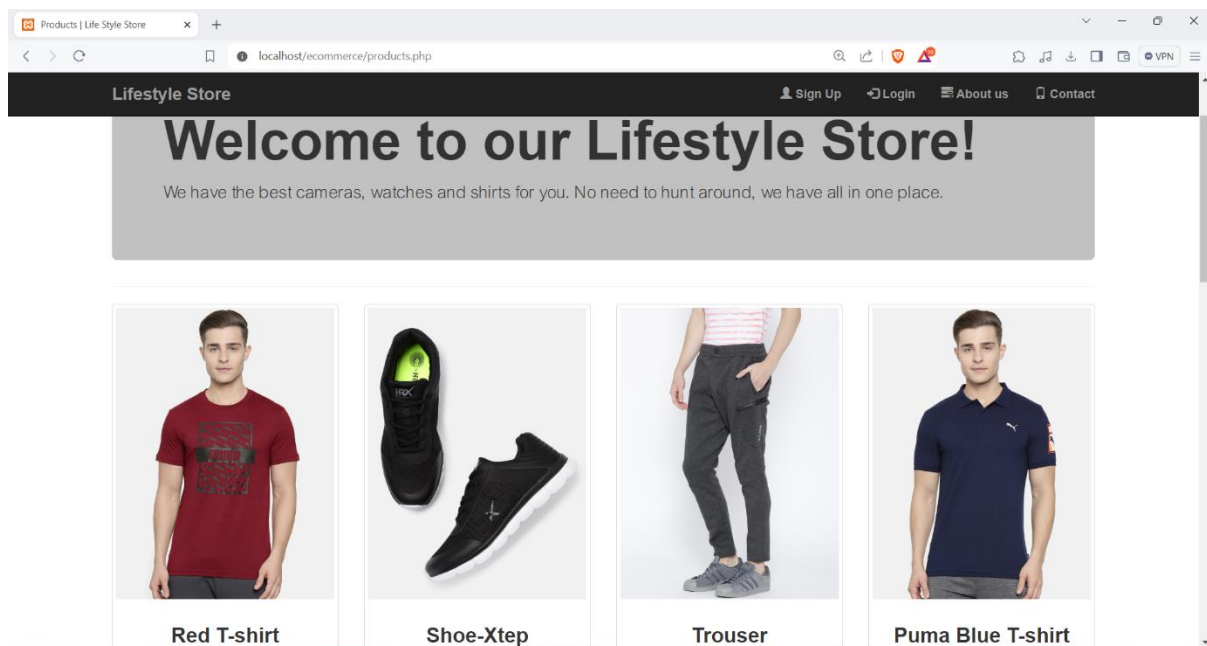 Products | Life Style Store
localhost/ecommerce/products.php
VPN
Lifestyle Store
Sign Up
Login
About us
Contact
Welcome to our Lifestyle Store!
We have the best cameras, watches and shirts for you. No need to hunt around, we have all in one place.
HRX
Red T-shirt
Shoe-Xtep
Trouser
Puma Blue T-shirt